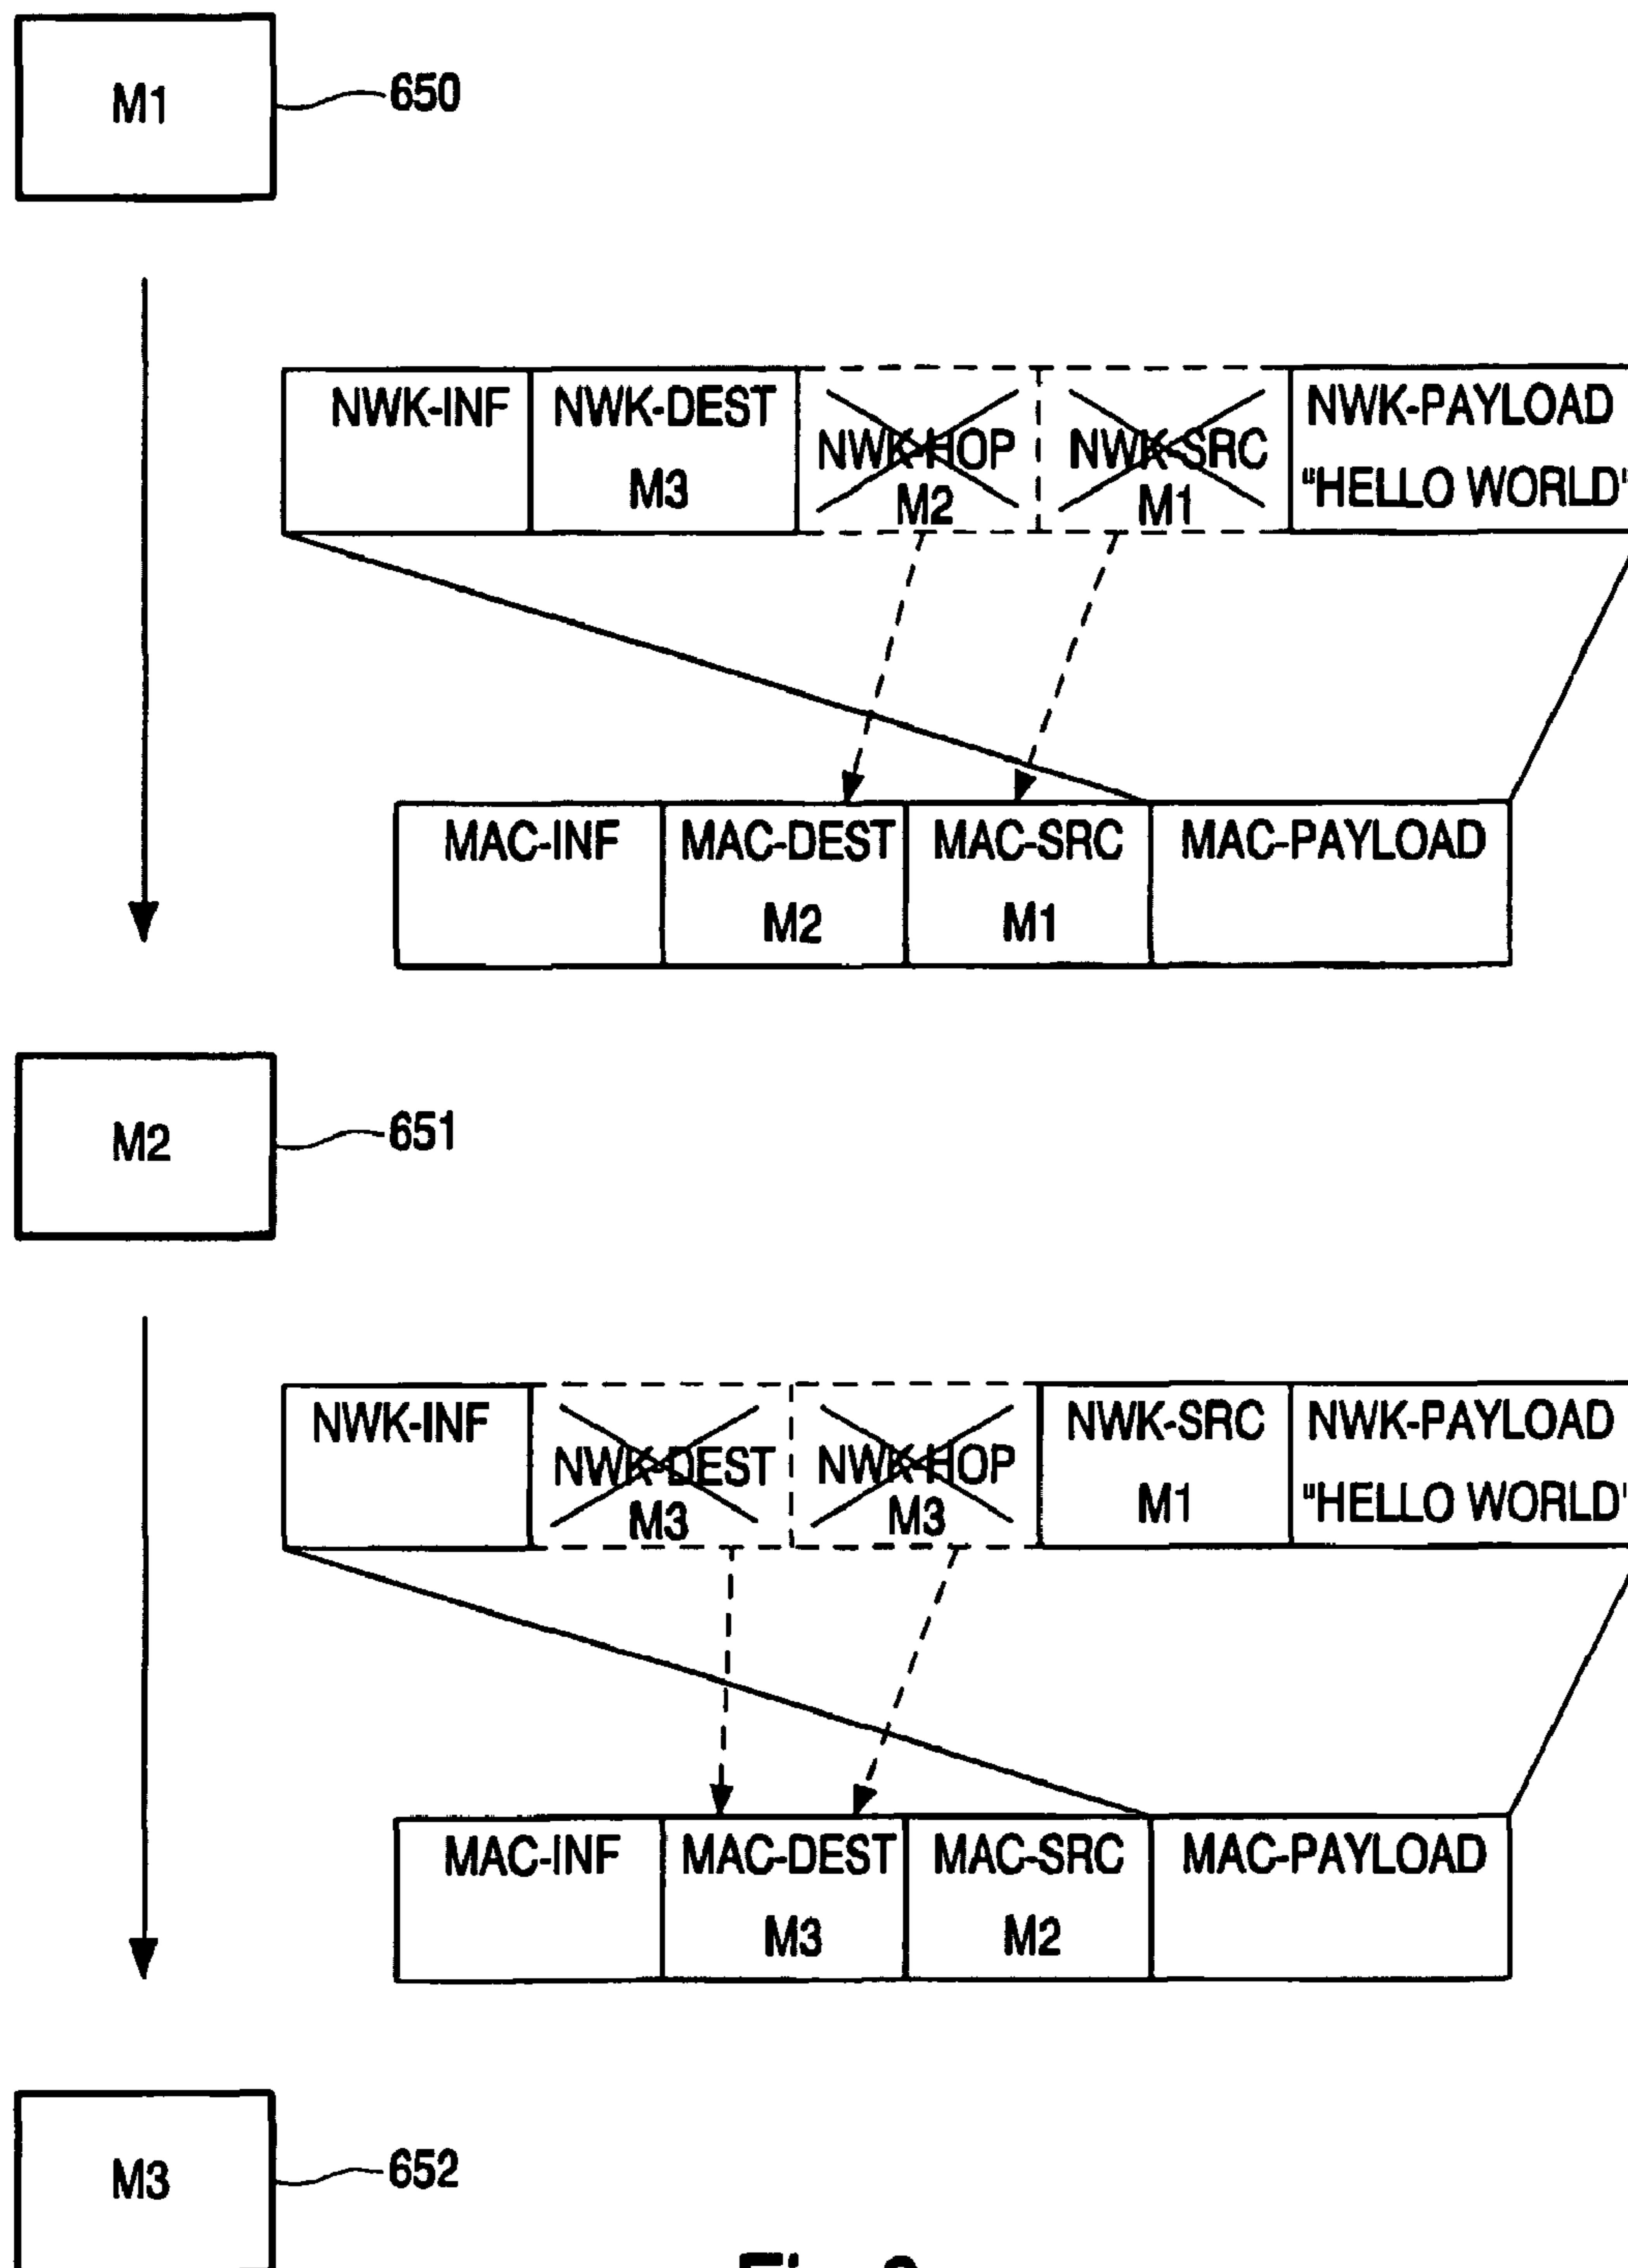 M1
650
NWK-INF NWK-DEST NWK-HOP NWK-SRC NWK-PAYLOAD
M3 M2 M1 "HELLO WORLD"
MAC-INF MAC-DEST MAC-SRC MAC-PAYLOAD
M2 M1
M2
651
NWK-INF NWK-DEST NWK-HOP NWK-SRC NWK-PAYLOAD
M3 M3 M1 "HELLO WORLD"
MAC-INF MAC-DEST MAC-SRC MAC-PAYLOAD
M3 M2
M3
652